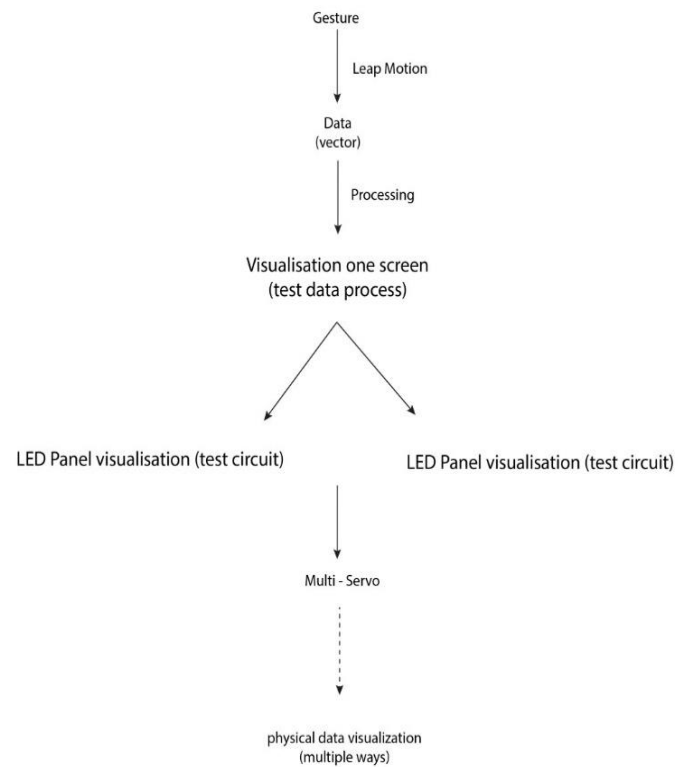 Gesture
Leap Motion
Data
(vector)
Processing
Visualisation one screen
(test data process)
LED Panel visualisation (test circuit)
LED Panel visualisation (test circuit)
Multi - Servo
physical data visualization
(multiple ways)